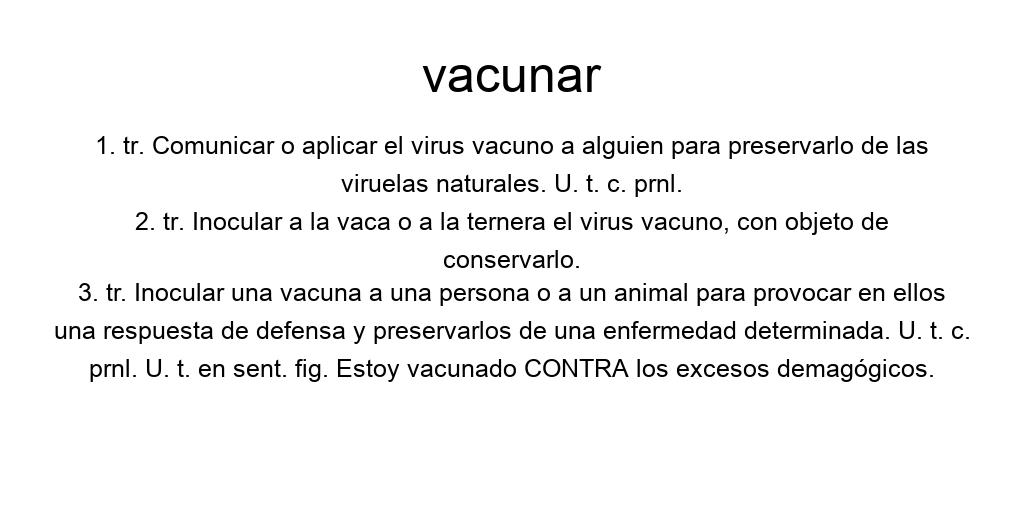 vacunar
1. tr. Comunicar o aplicar el virus vacuno a alguien para preservarlo de las
viruelas naturales. U. t. c. prnl.
2. tr. Inocular a la vaca o a la ternera el virus vacuno, con objeto de
conservarlo.
3. tr. Inocular una vacuna a una persona o a un animal para provocar en ellos
una respuesta de defensa y preservarlos de una enfermedad determinada. U. t. c.
prnl. U. t. en sent. fig. Estoy vacunado CONTRA los excesos demagógicos.